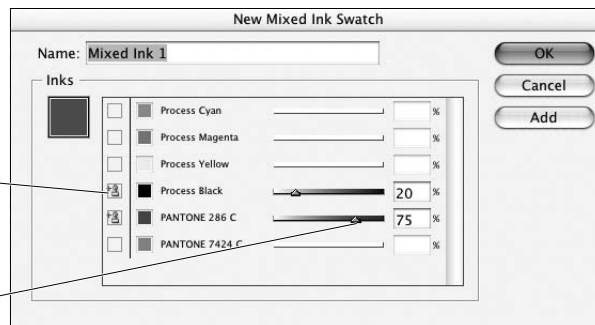 New Mixed Ink Swatch
Name: Mixed Ink 1
OK
Inks
Cancel
Process Cyan %
Add
Process Magenta %
Process Yellow %
Process Black 20 %
PANTONE 286 C 75 %
PANTONE 7424 C %